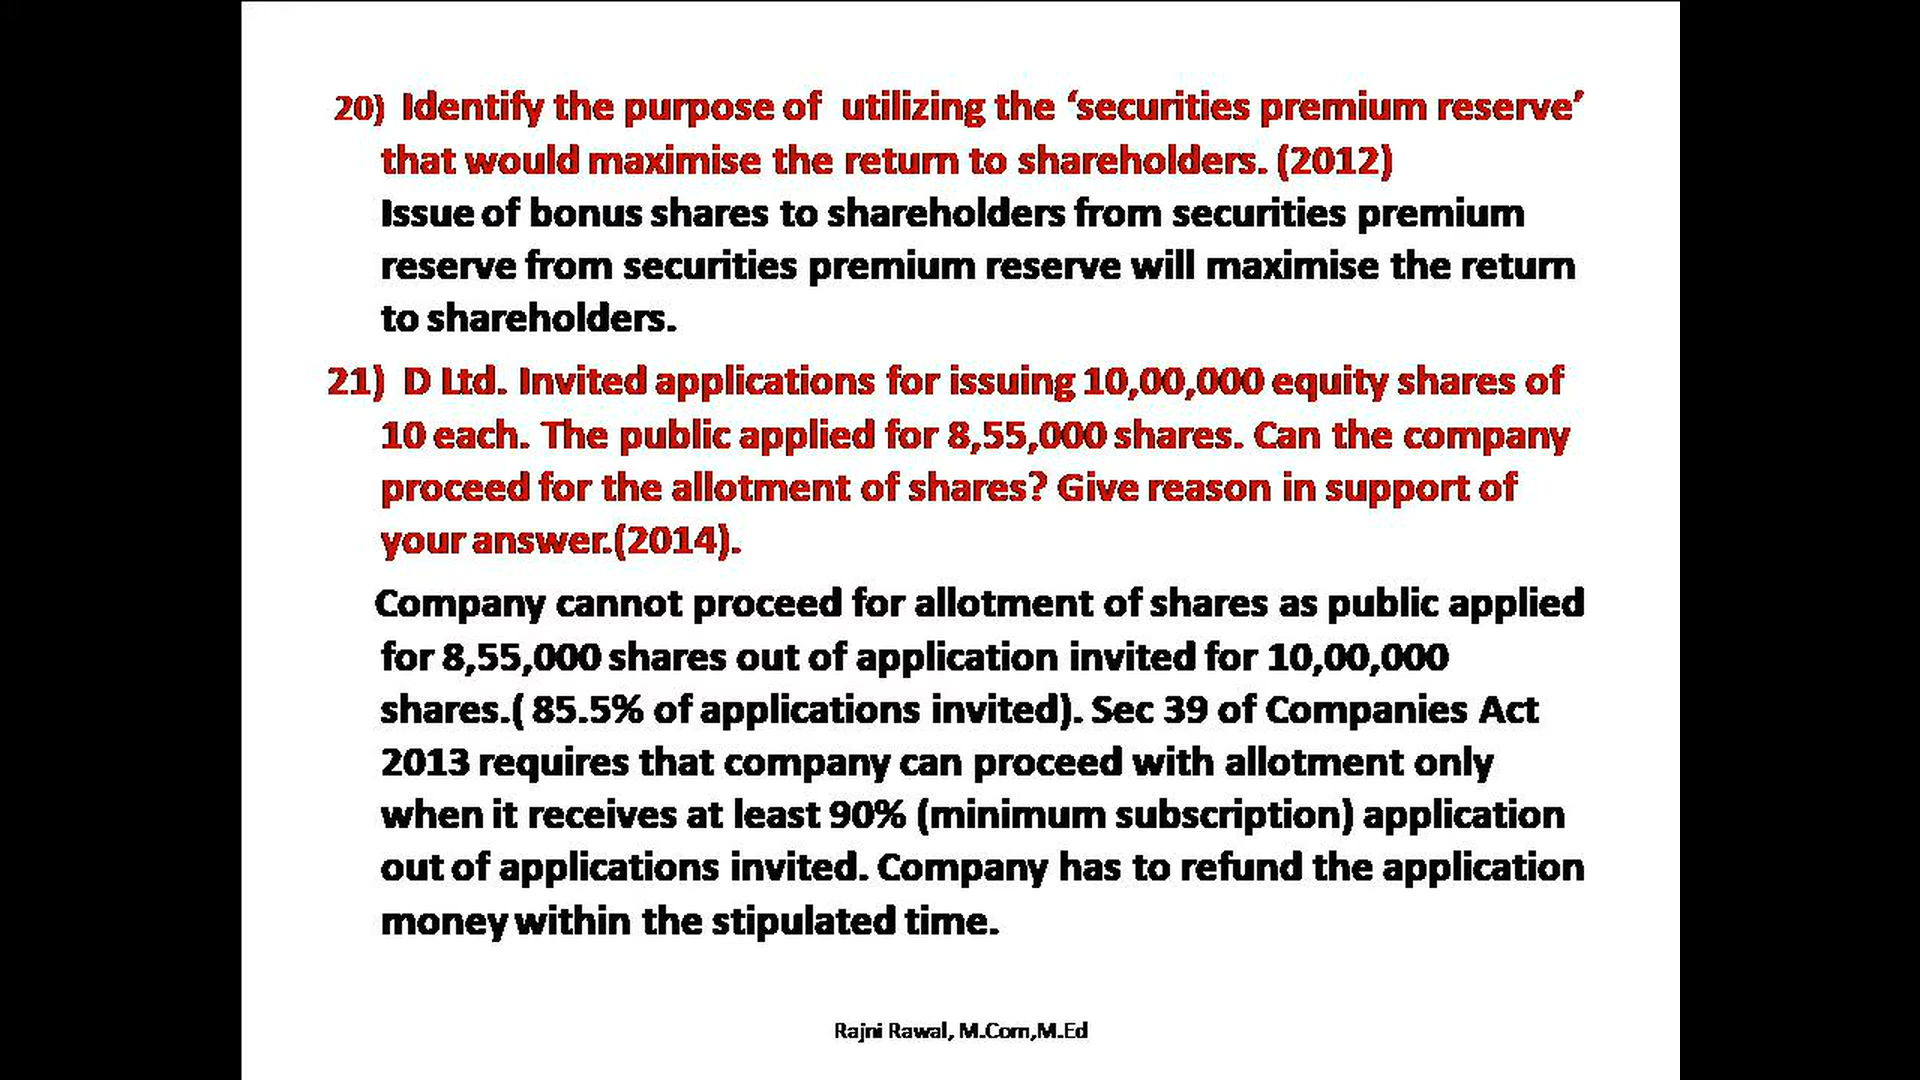 20) Identify the purpose of utilizing the ‘securities premium reserve’
that would maximise the return to shareholders. (2012)
Issue of bonus shares to shareholders from securities premium
reserve from securities premium reserve will maximise the return
to shareholders.
21) D Ltd. Invited applications for issuing 10,00,000 equity shares of
10 each. The public applied for 8,55,000 shares. Can the company
proceed for the allotment of shares? Give reason in support of
your answer.(2014).
Company cannot proceed for allotment of shares as public applied
for 8,55,000 shares out of application invited for 10,00,000
shares.( 85.5% of applications invited). Sec 39 of Companies Act
2013 requires that company can proceed with allotment only
when it receives at least 90% (minimum subscription) application
out of applications invited. Company has to refund the application
money within the stipulated time.
Rajni Rawal, M.Com,M.Ed